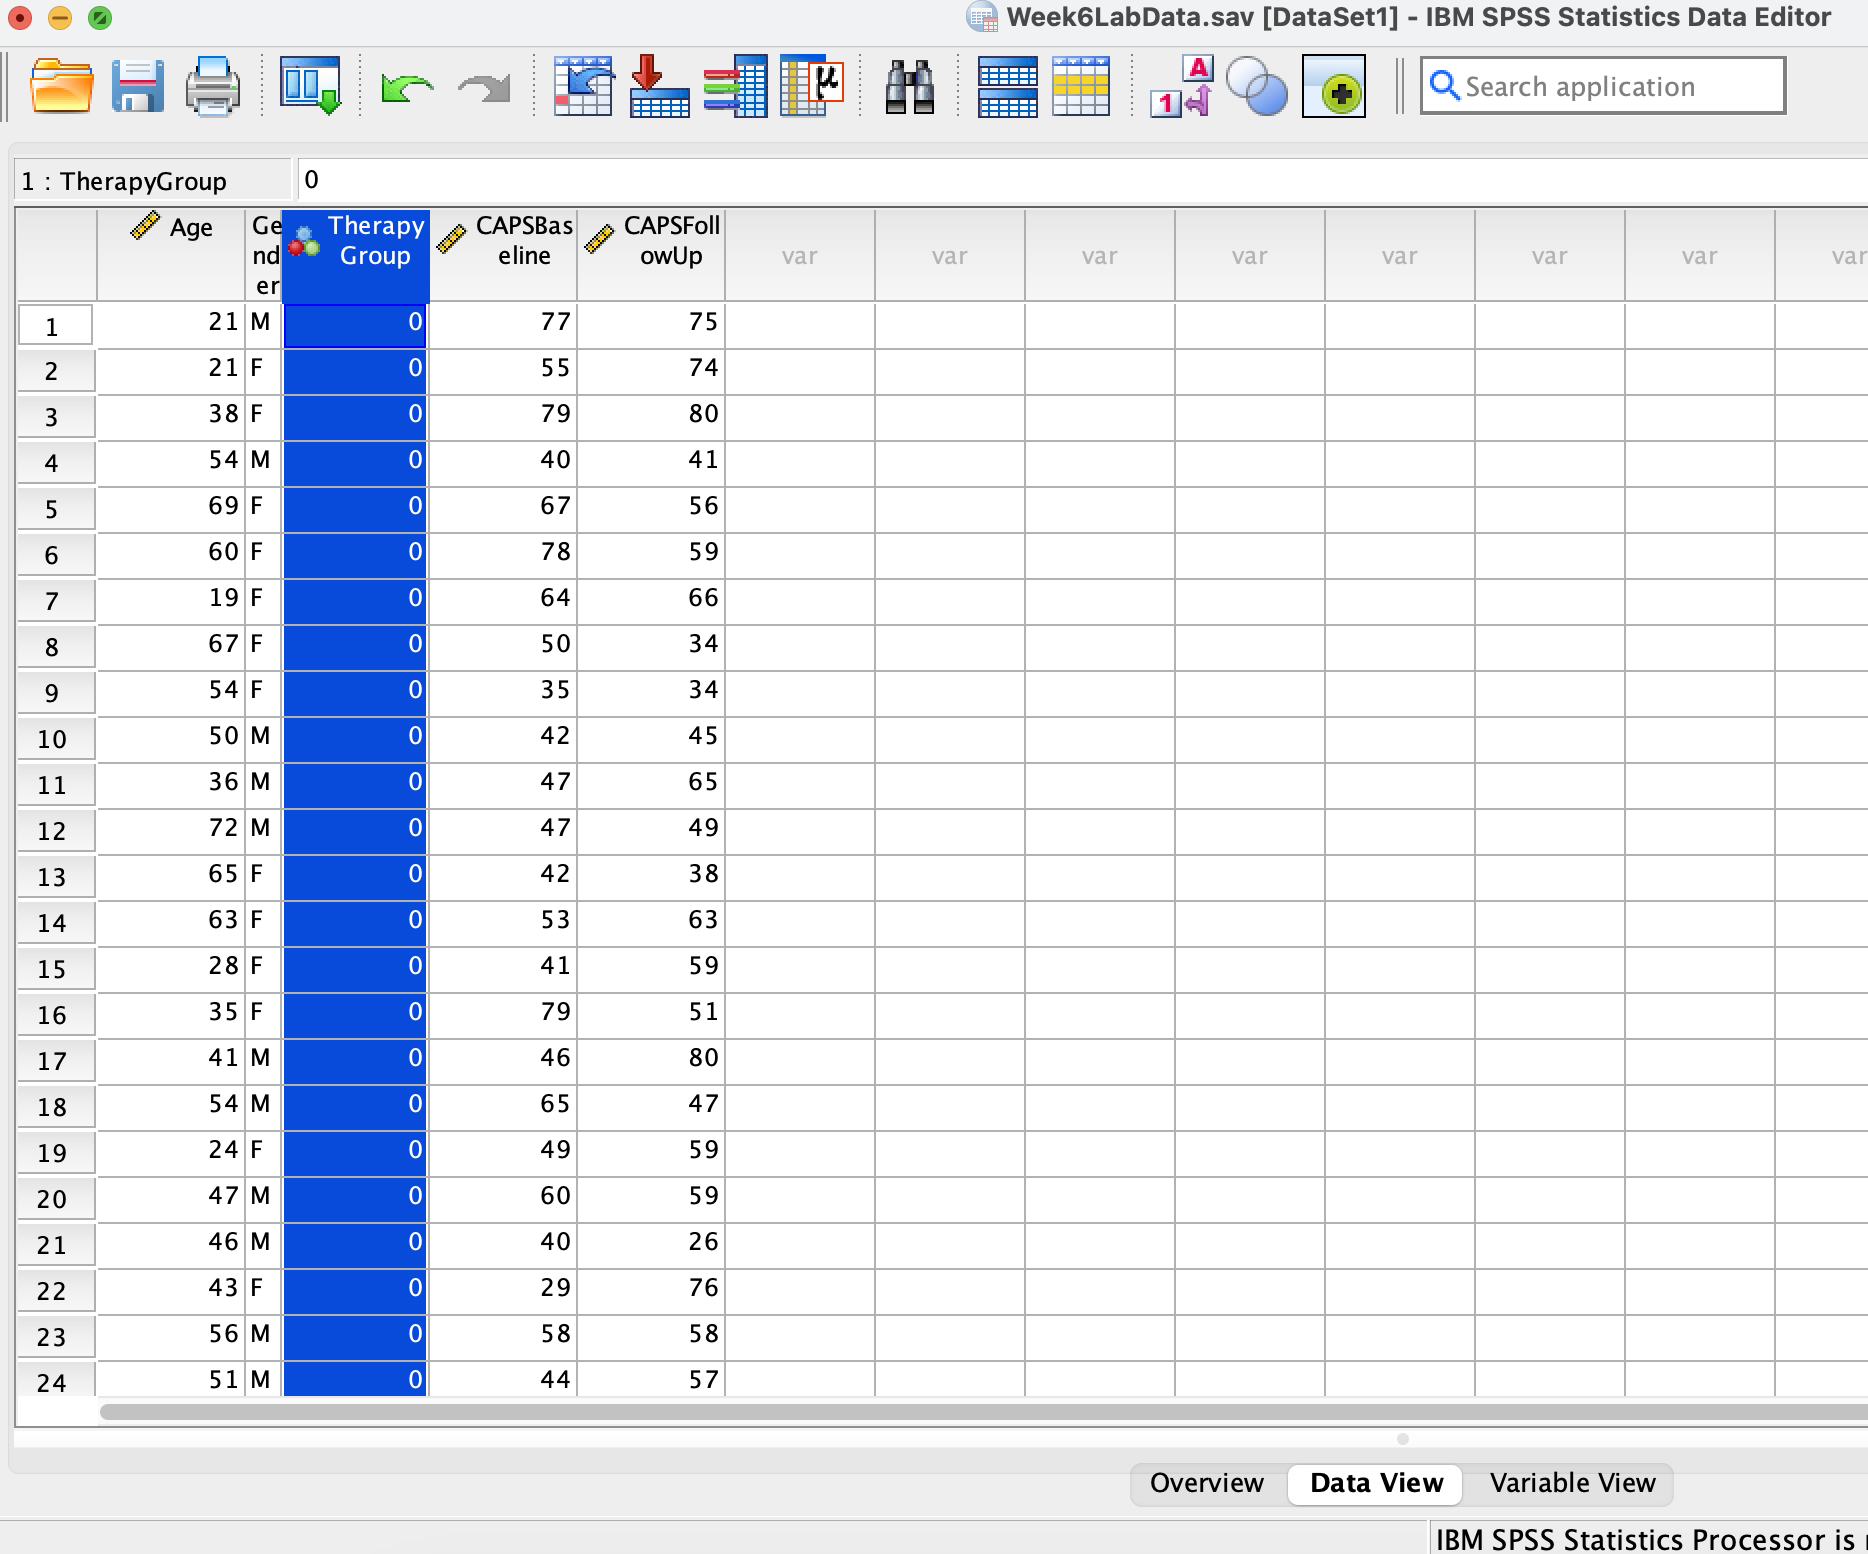 Week6LabData.sav [DataSet1] - IBM SPSS Statistics Data Editor
μ
A
1
Search application
1 : TherapyGroup 0
Age Gender TherapyGroup CAPSBaseline CAPSFollowUp var var var var var var var var
1 21 M 0 77 75
2 21 F 0 55 74
3 38 F 0 79 80
4 54 M 0 40 41
5 69 F 0 67 56
6 60 F 0 78 59
7 19 F 0 64 66
8 67 F 0 50 34
9 54 F 0 35 34
10 50 M 0 42 45
11 36 M 0 47 65
12 72 M 0 47 49
13 65 F 0 42 38
14 63 F 0 53 63
15 28 F 0 41 59
16 35 F 0 79 51
17 41 M 0 46 80
18 54 M 0 65 47
19 24 F 0 49 59
20 47 M 0 60 59
21 46 M 0 40 26
22 43 F 0 29 76
23 56 M 0 58 58
24 51 M 0 44 57
Overview Data View Variable View
IBM SPSS Statistics Processor is